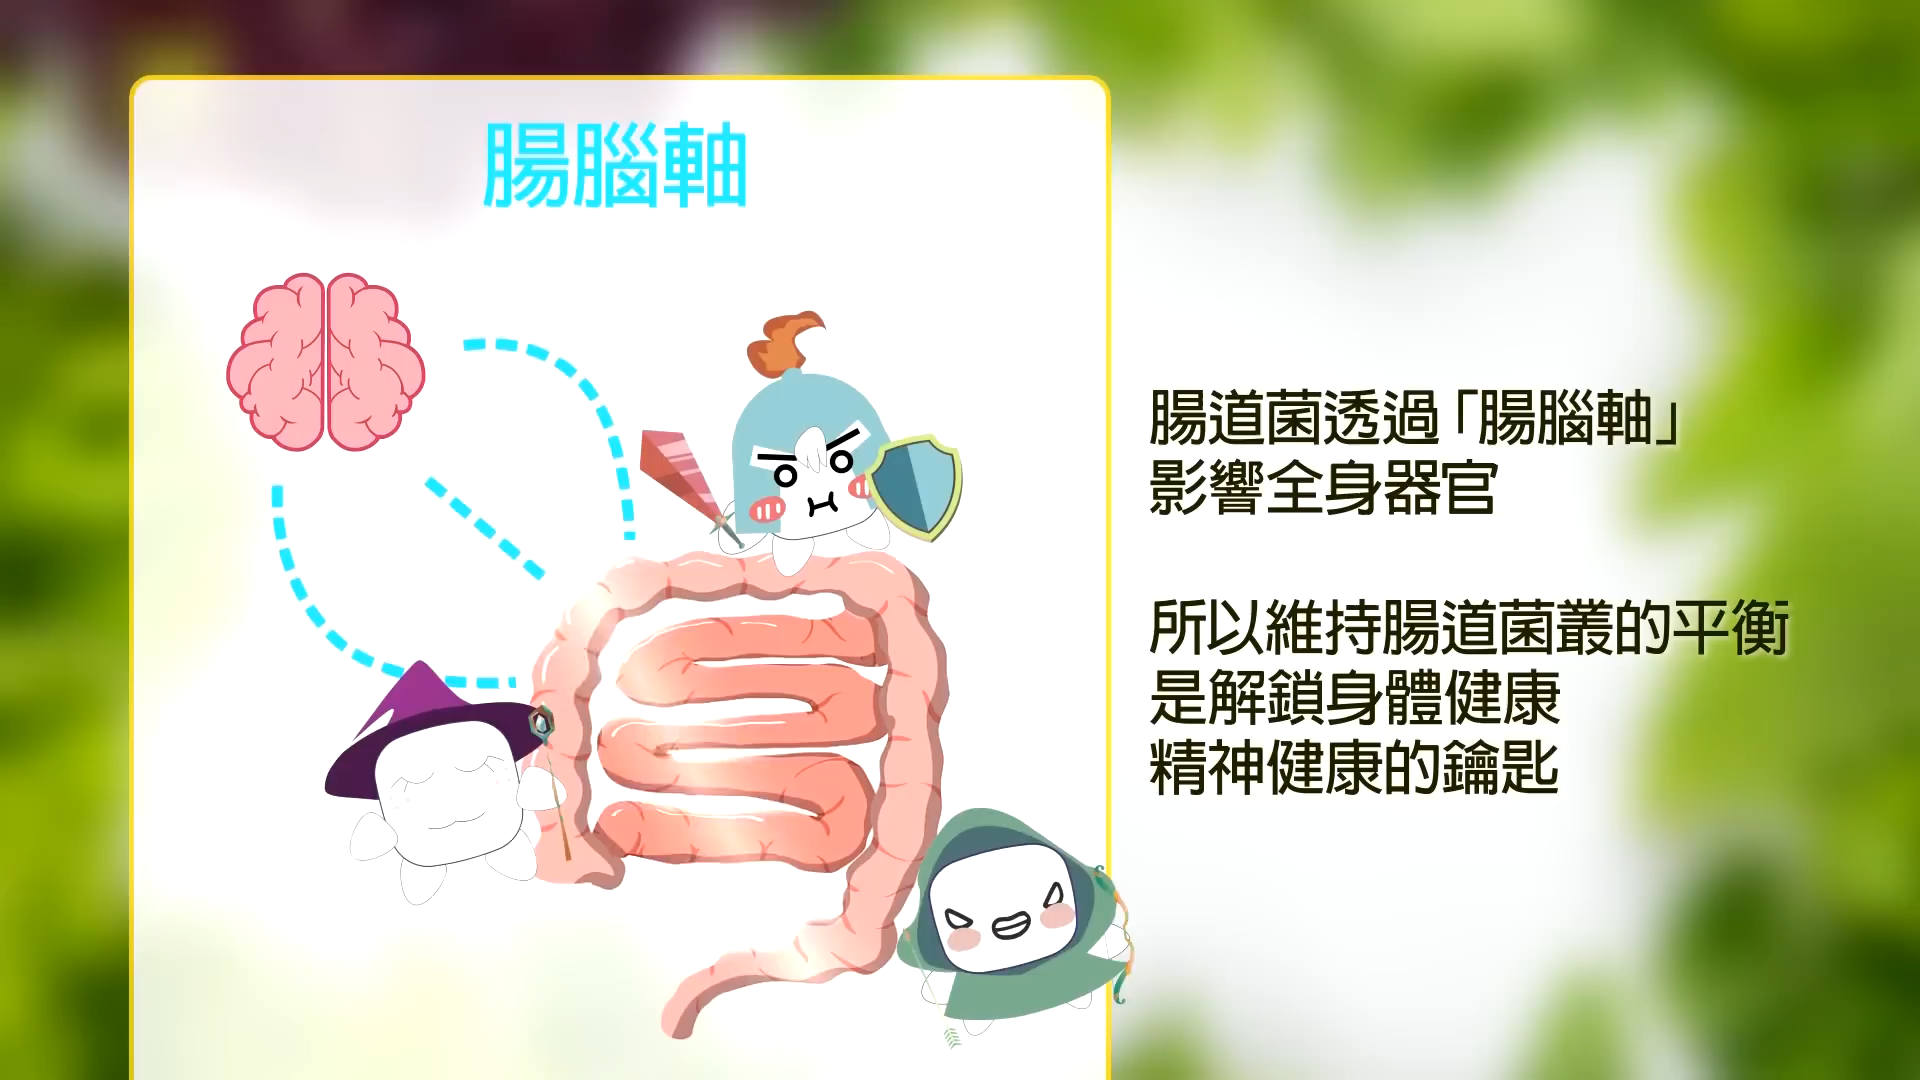 腸腦軸
腸道菌透過「腸腦軸」
影響全身器官
所以維持腸道菌叢的平衡
是解鎖身體健康
精神健康的鑰匙